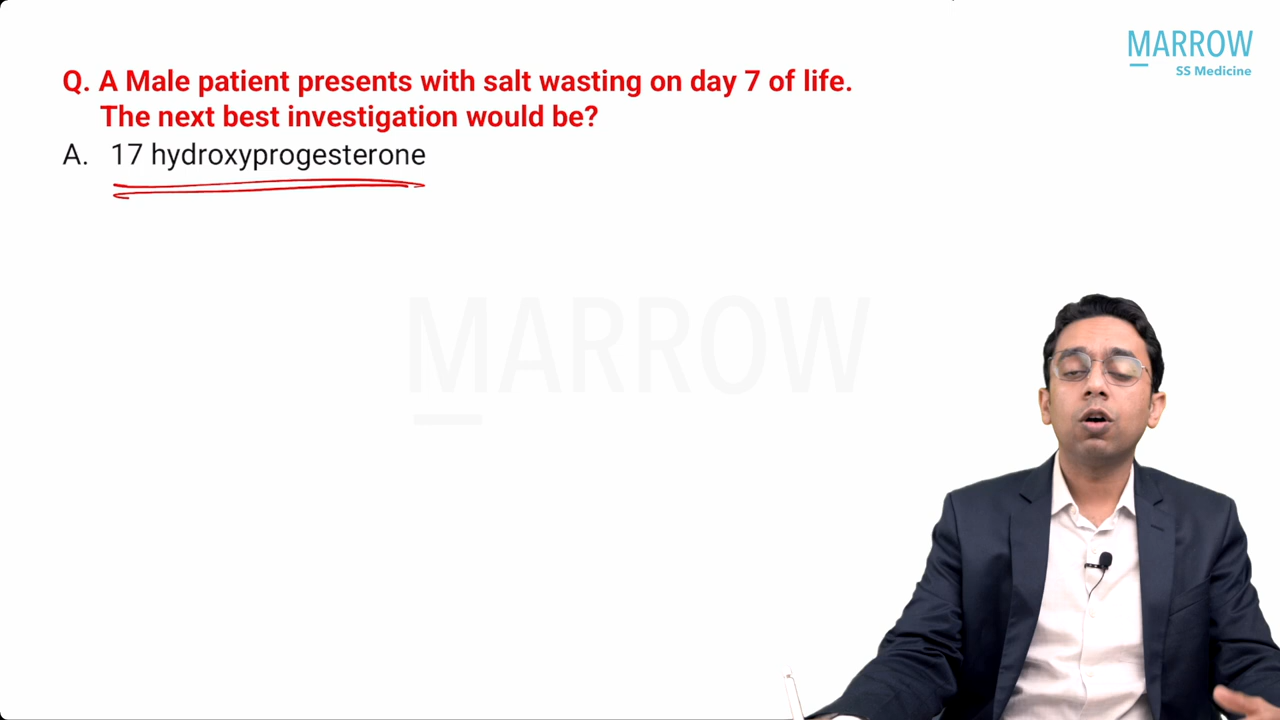 MARROW
SS Medicine
Q. A Male patient presents with salt wasting on day 7 of life.
The next best investigation would be?
A. 17 hydroxyprogesterone
MARROW